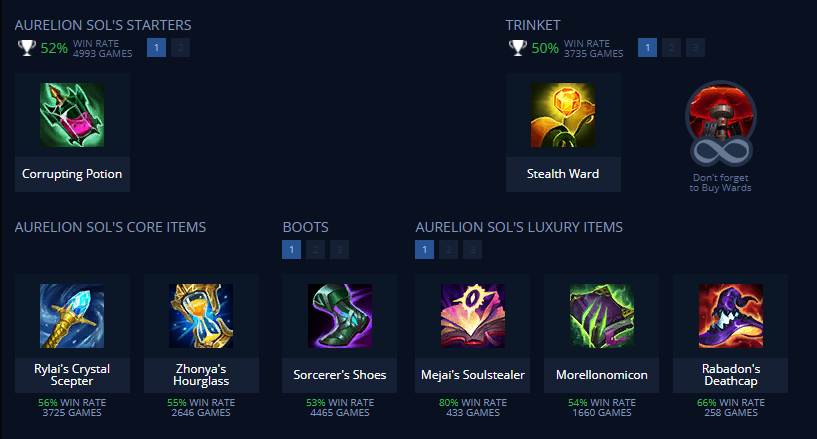 AURELION SOL'S STARTERS
52% WIN RATE
4993 GAMES
1 2
TRINKET
50% WIN RATE
3735 GAMES
1 2 3
Corrupting Potion
Stealth Ward
Don't forget
to Buy Wards
AURELION SOL'S CORE ITEMS
BOOTS
1 2 3
AURELION SOL'S LUXURY ITEMS
1 2 3
Rylai's Crystal
Scepter
56% WIN RATE
3725 GAMES
Zhonya's
Hourglass
55% WIN RATE
2646 GAMES
Sorcerer's Shoes
53% WIN RATE
4465 GAMES
Mejai's Soulstealer
80% WIN RATE
433 GAMES
Morellonomicon
54% WIN RATE
1660 GAMES
Rabadon's
Deathcap
66% WIN RATE
258 GAMES